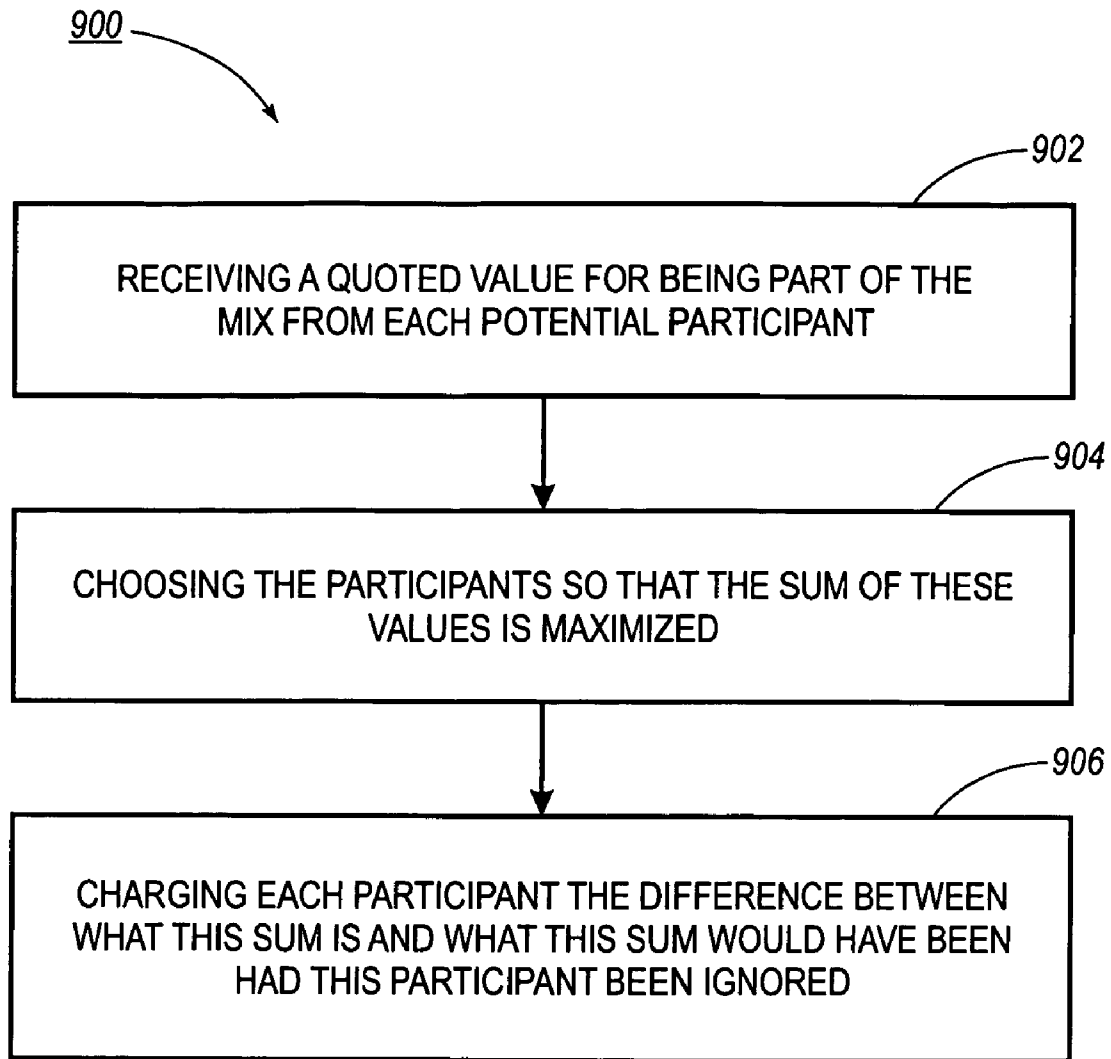 900
902
RECEIVING A QUOTED VALUE FOR BEING PART OF THE
MIX FROM EACH POTENTIAL PARTICIPANT
904
CHOOSING THE PARTICIPANTS SO THAT THE SUM OF THESE
VALUES IS MAXIMIZED
906
CHARGING EACH PARTICIPANT THE DIFFERENCE BETWEEN
WHAT THIS SUM IS AND WHAT THIS SUM WOULD HAVE BEEN
HAD THIS PARTICIPANT BEEN IGNORED